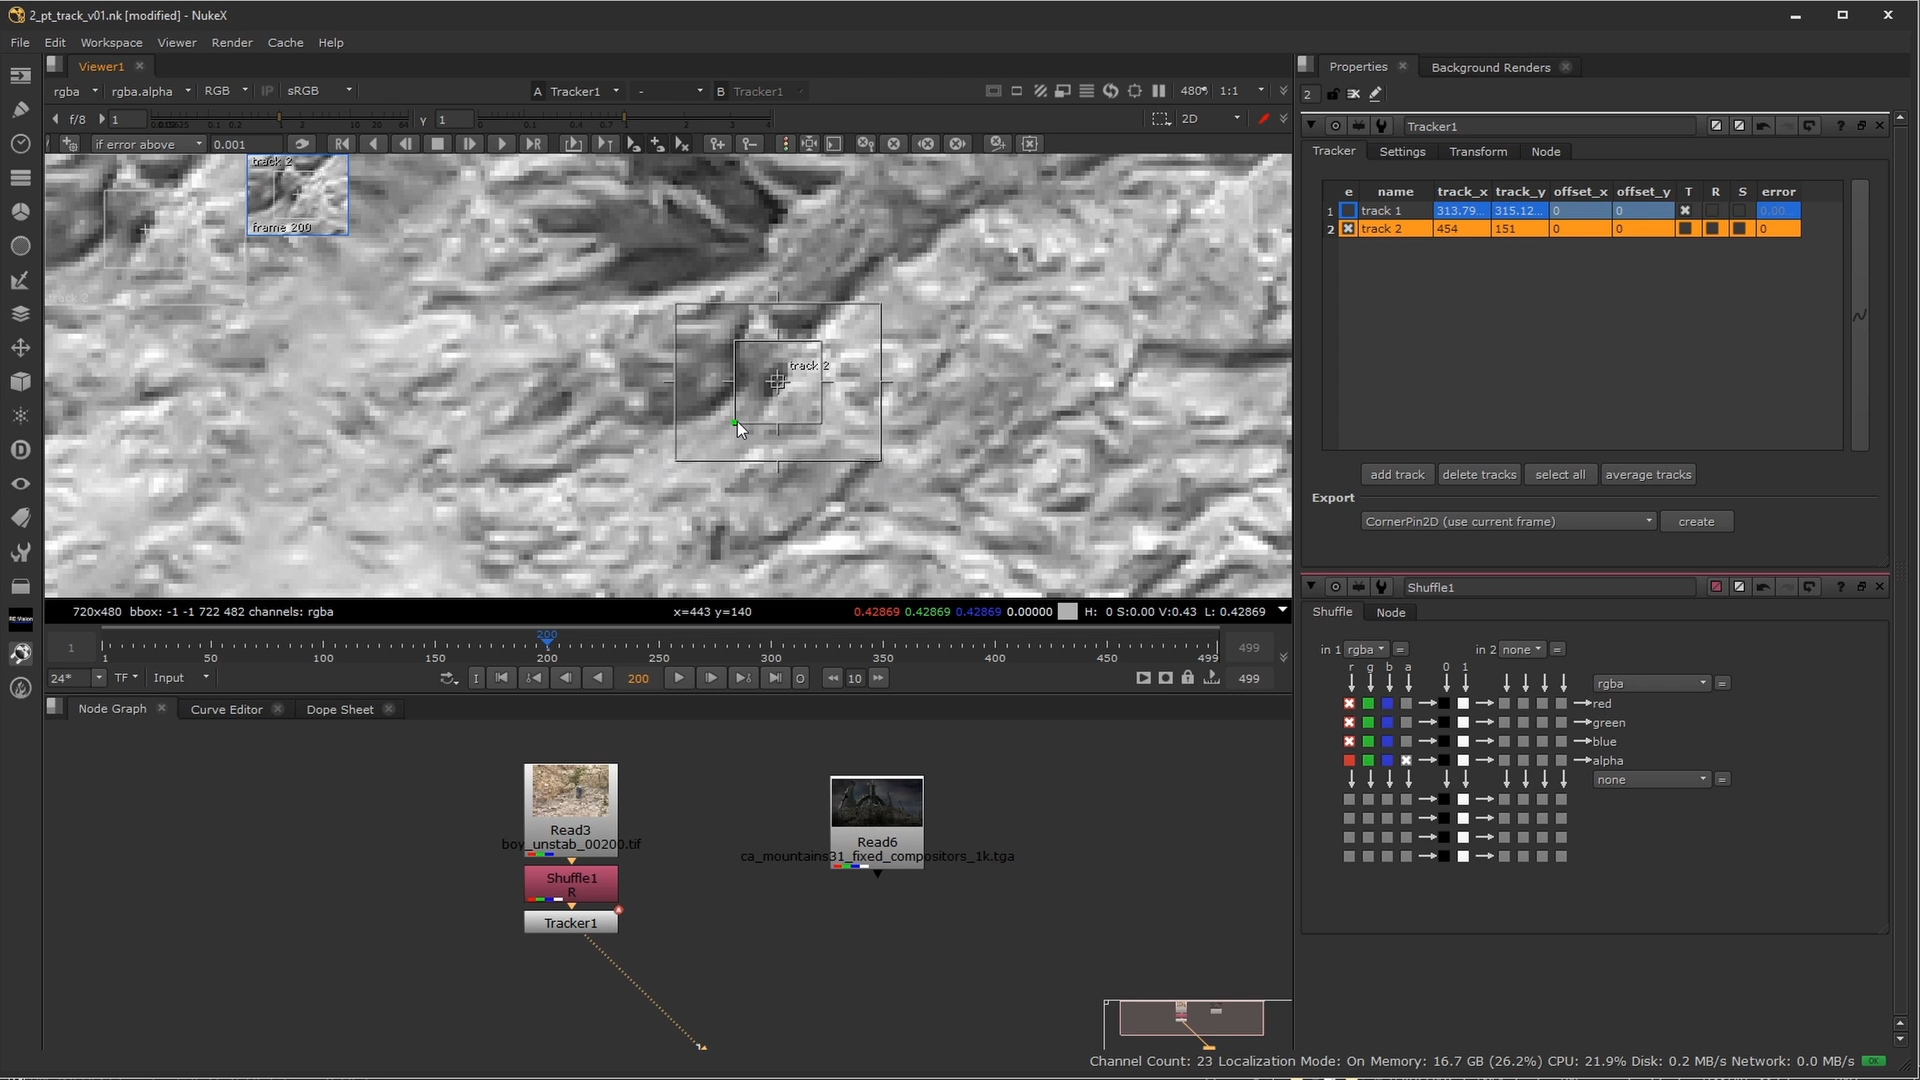 2_pt_track_v01.nk [modified] - NukeX
File Edit Workspace Viewer Render Cache Help
Viewer1
rgba rgba.alpha RGB IP sRGB A Tracker1 - B Tracker1 480* 1:1
f/8 1 y 1 2D
if error above 0.001
track 2
frame 200
track 2
track 2
720x480 bbox: -1 -1 722 482 channels: rgba x=443 y=140 0.42869 0.42869 0.42869 0.00000 H: 0 S:0.00 V:0.43 L: 0.42869
1 200 499
1 50 100 150 200 250 300 350 400 450 499
24* TF Input I 200 O 10 499
Node Graph Curve Editor Dope Sheet
Read3
boy_unstab_00200.tif
Shuffle1
R
Tracker1
Read6
ca_mountains31_fixed_compositors_1k.tga
Properties Background Renders
2
Tracker1
Tracker Settings Transform Node
e name track_x track_y offset_x offset_y T R S error
1 track 1 313.79... 315.12... 0 0 0.00...
2 track 2 454 151 0 0 0
add track delete tracks select all average tracks
Export
CornerPin2D (use current frame) create
Shuffle1
Shuffle Node
in 1 rgba = in 2 none =
r g b a 0 1
rgba =
red
green
blue
alpha
none =
Channel Count: 23 Localization Mode: On Memory: 16.7 GB (26.2%) CPU: 21.9% Disk: 0.2 MB/s Network: 0.0 MB/s OK